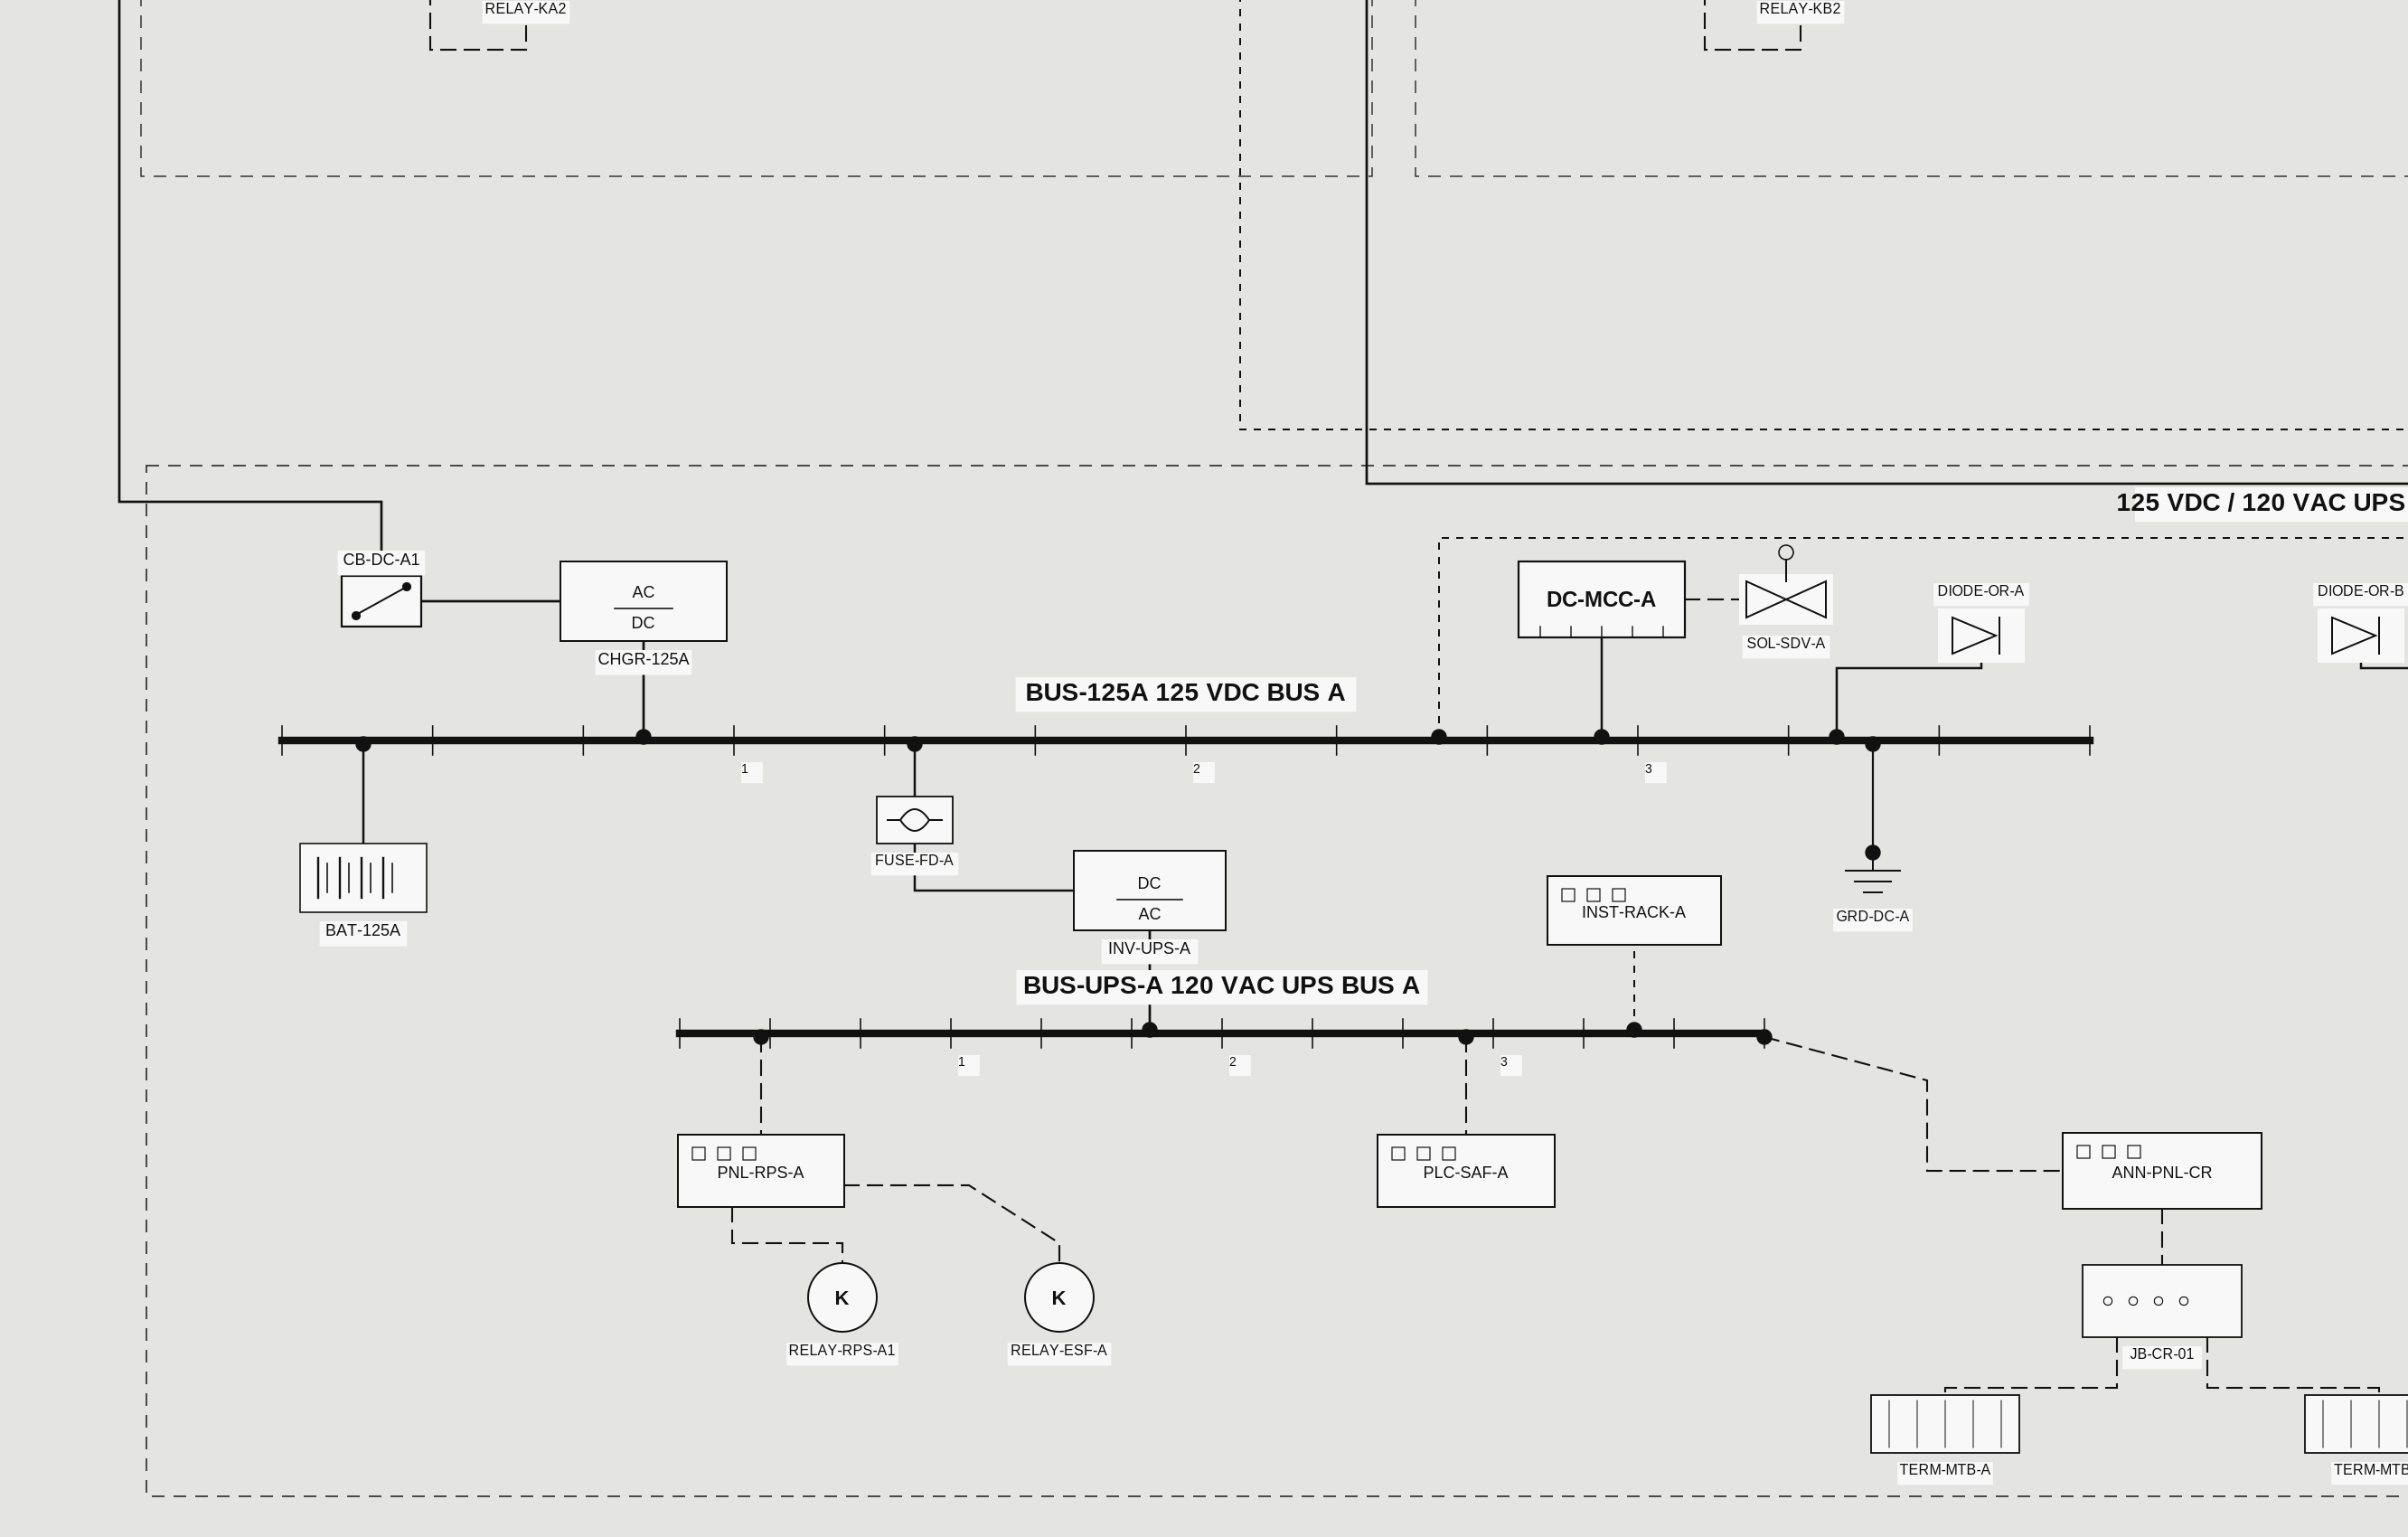 RELAY-KA2
RELAY-KB2
125 VDC / 120 VAC UPS
CB-DC-A1
AC
DC
CHGR-125A
DC-MCC-A
SOL-SDV-A
DIODE-OR-A
DIODE-OR-B
BUS-125A 125 VDC BUS A
1
2
3
FUSE-FD-A
BAT-125A
DC
AC
INV-UPS-A
INST-RACK-A
GRD-DC-A
BUS-UPS-A 120 VAC UPS BUS A
1
2
3
PNL-RPS-A
PLC-SAF-A
ANN-PNL-CR
K
K
RELAY-RPS-A1
RELAY-ESF-A
JB-CR-01
TERM-MTB-A
TERM-MTB